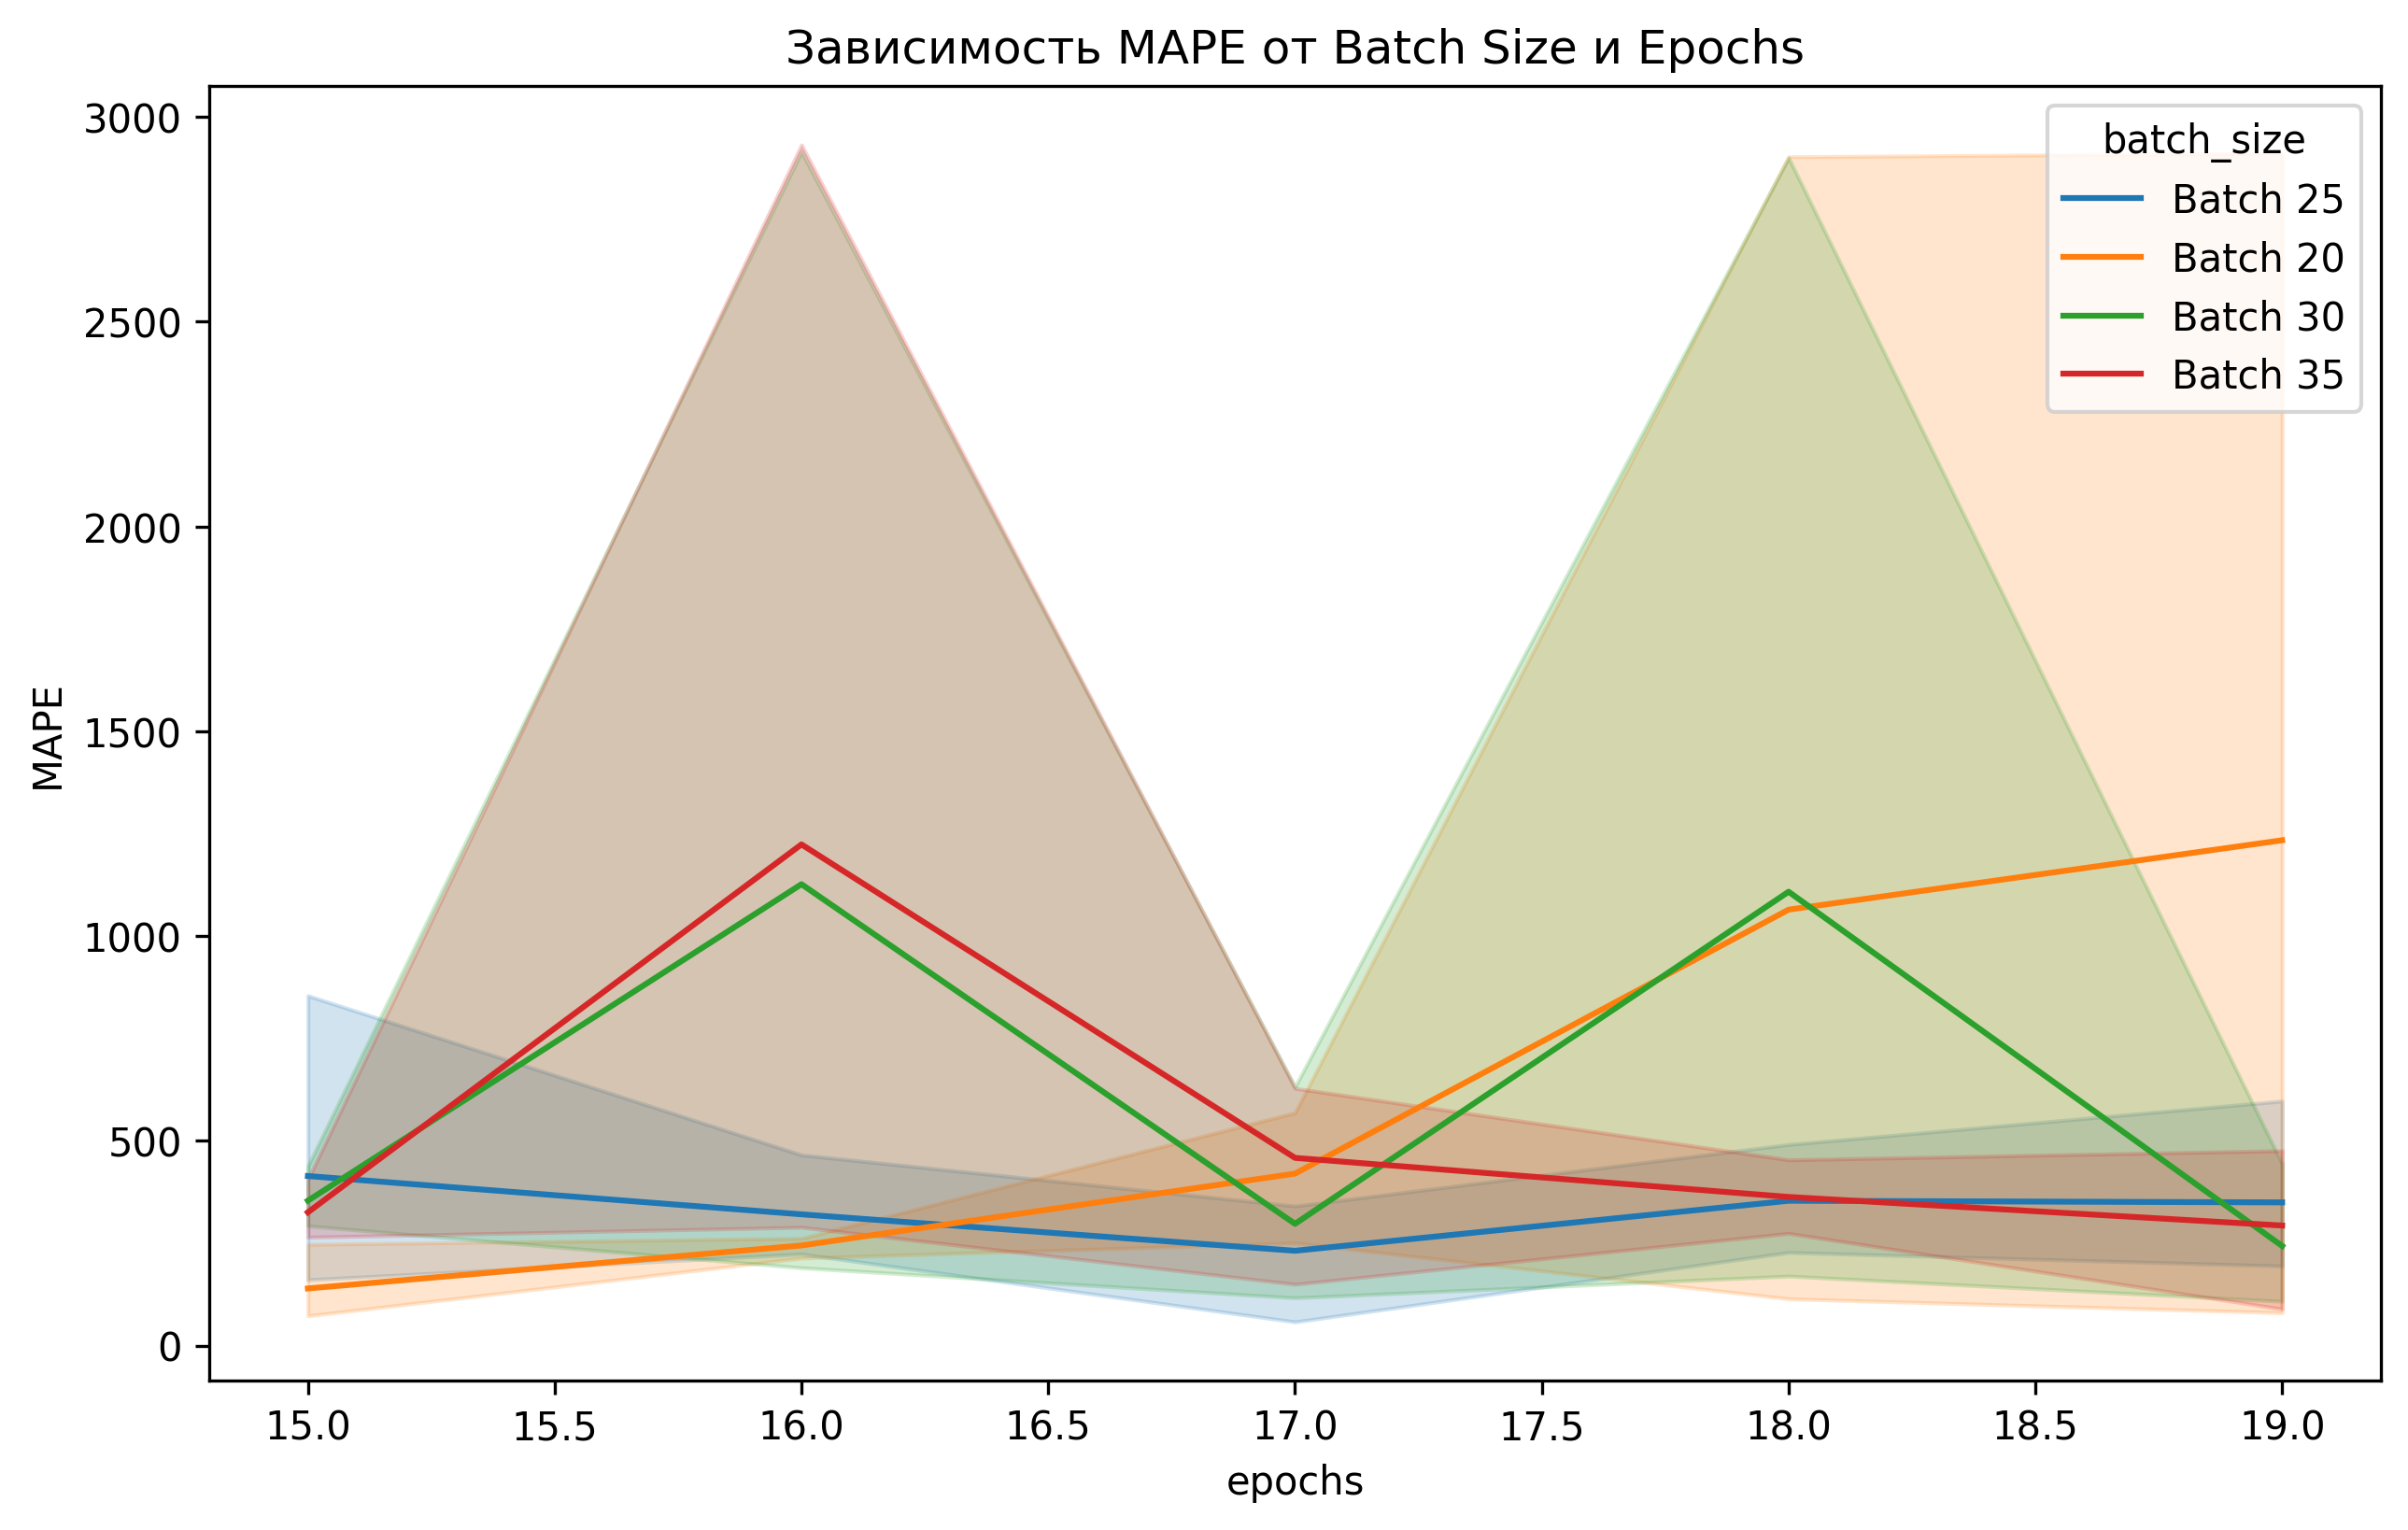 Зависимость MAPE от Batch Size и Epochs
3000
2500
2000
1500
1000
500
0
MAPE
15.0 15.5 16.0 16.5 17.0 17.5 18.0 18.5 19.0
epochs
batch_size
Batch 25
Batch 20
Batch 30
Batch 35